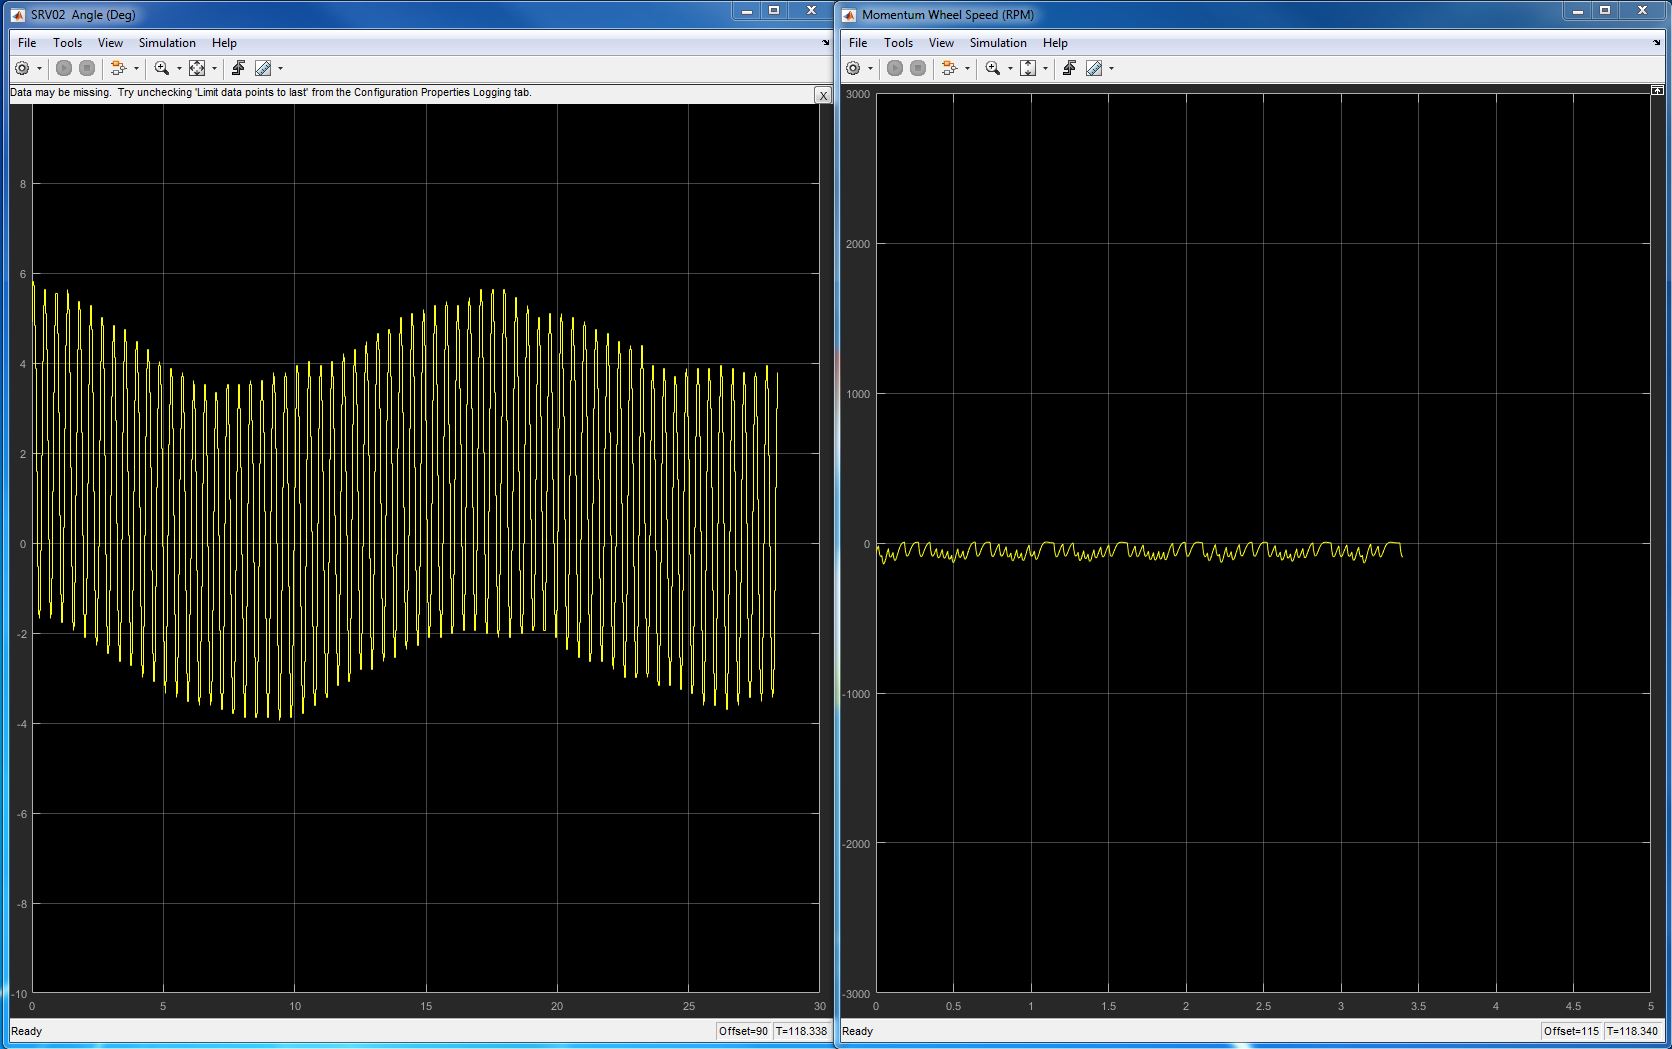 SRV02  Angle (Deg)
File Tools View Simulation Help
Data may be missing.  Try unchecking 'Limit data points to last' from the Configuration Properties Logging tab.
8
6
4
2
0
-2
-4
-6
-8
-10
0 5 10 15 20 25 30
Ready Offset=90 T=118.338
Momentum Wheel Speed (RPM)
File Tools View Simulation Help
3000
2000
1000
0
-1000
-2000
-3000
0 0.5 1 1.5 2 2.5 3 3.5 4 4.5 5
Ready Offset=115 T=118.340